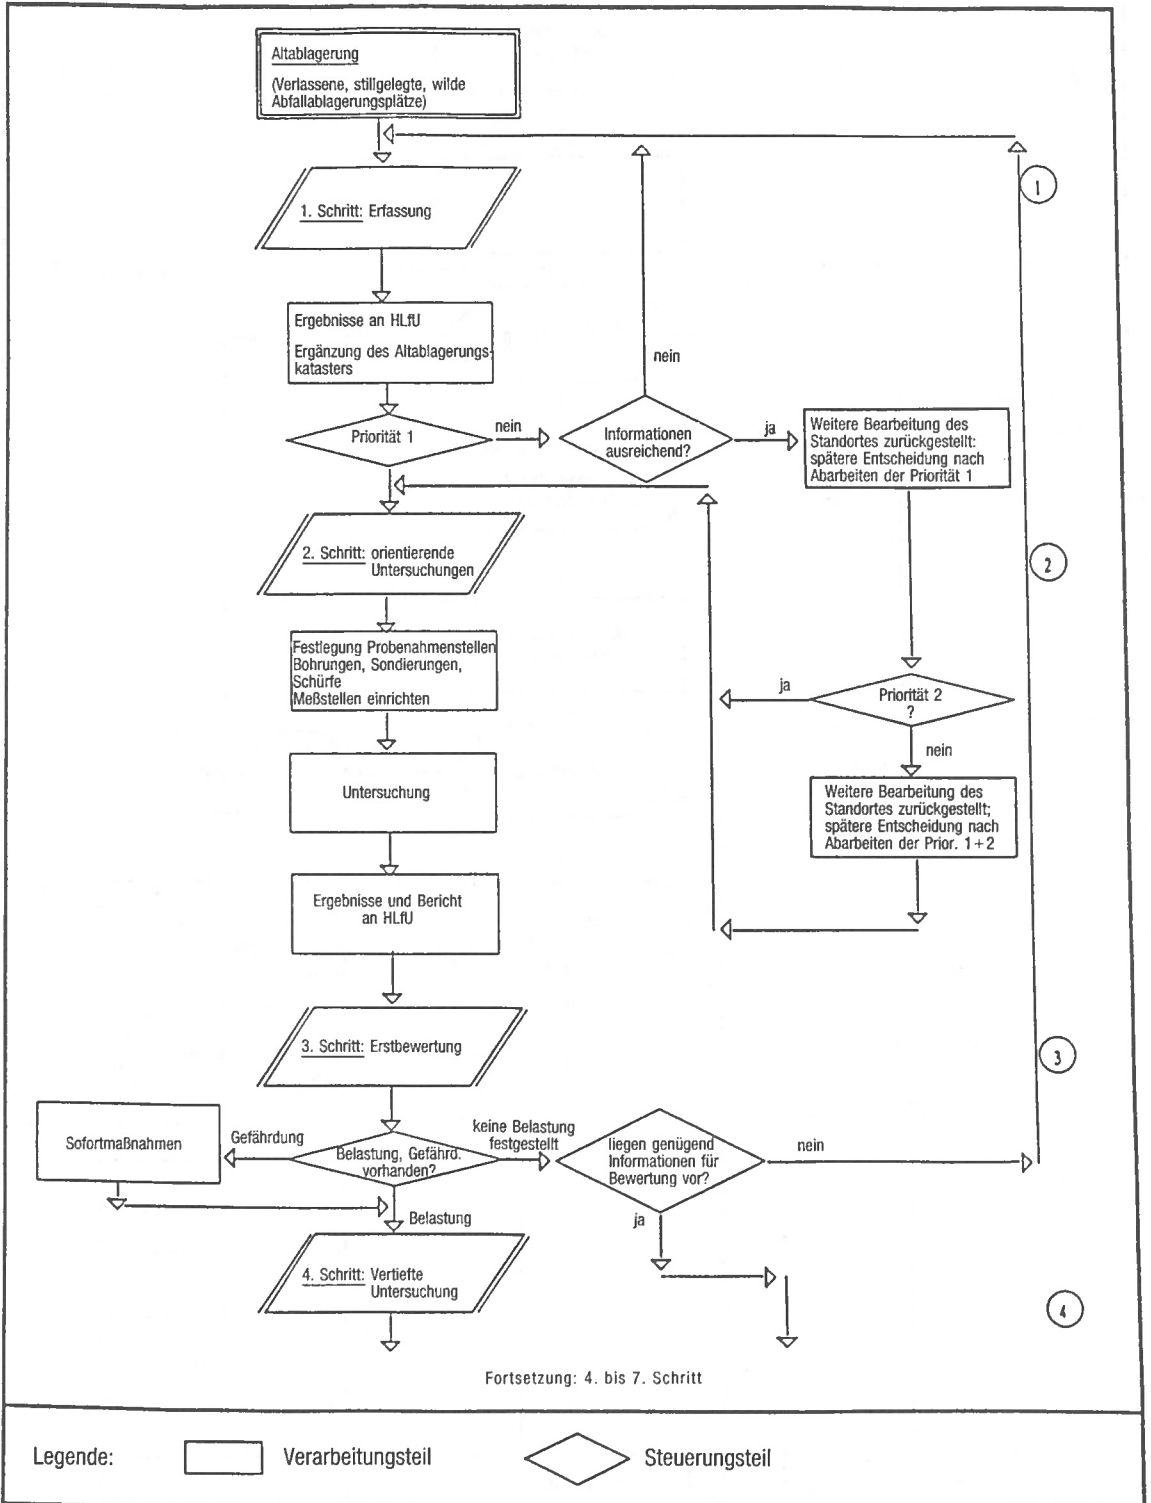 Altablagerung
(Verlassene, stillgelegte, wilde
Abfallablagerungsplätze)
1
1. Schritt: Erfassung
Ergebnisse an HLfU
Ergänzung des Altablagerungs-
katasters
nein
Priorität 1
nein
Informationen
ausreichend?
ja
Weitere Bearbeitung des
Standortes zurückgestellt:
spätere Entscheidung nach
Abarbeiten der Priorität 1
2. Schritt: orientierende
Untersuchungen
2
Festlegung Probenahmenstellen
Bohrungen, Sondierungen,
Schürfe
Meßstellen einrichten
ja
Priorität 2
?
nein
Untersuchung
Weitere Bearbeitung des
Standortes zurückgestellt;
spätere Entscheidung nach
Abarbeiten der Prior. 1+2
Ergebnisse und Bericht
an HLfU
3. Schritt: Erstbewertung
3
Sofortmaßnahmen
Gefährdung
Belastung, Gefährd.
vorhanden?
keine Belastung
festgestellt
liegen genügend
Informationen für
Bewertung vor?
nein
ja
Belastung
4. Schritt: Vertiefte
Untersuchung
4
Fortsetzung: 4. bis 7. Schritt
Legende:
Verarbeitungsteil
Steuerungsteil